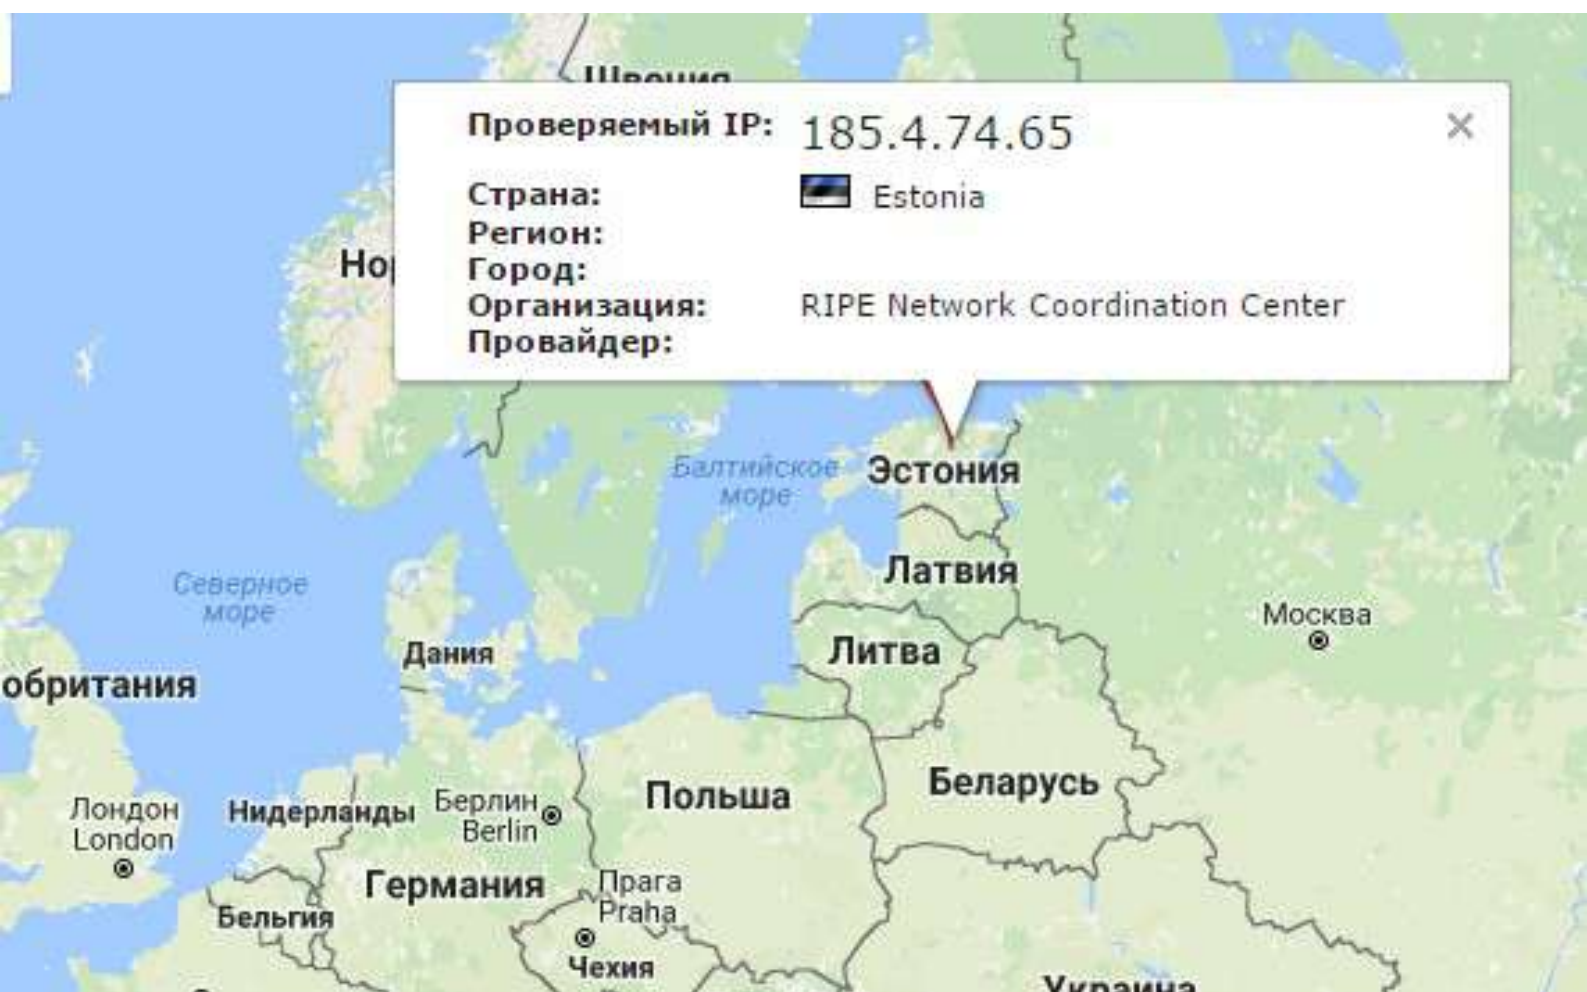 Проверяемый IP: 185.4.74.65
Страна: Estonia
Регион:
Город:
Организация: RIPE Network Coordination Center
Провайдер:
Балтийское
море
Эстония
Латвия
Северное
море
Москва
Дания
Литва
обритания
Беларусь
Польша
Лондон
London
Нидерланды
Берлин
Berlin
Германия
Прага
Praha
Бельгия
Чехия
Украина